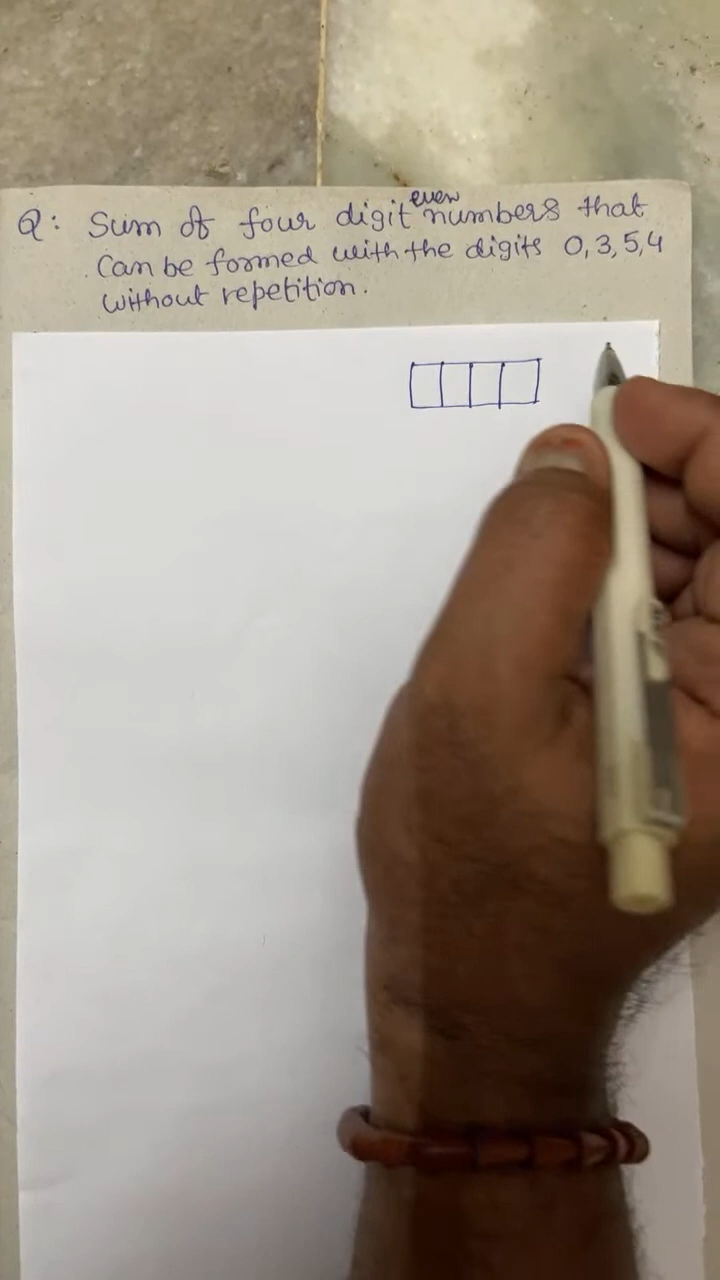 Q: Sum of four digit even numbers that
can be formed with the digits 0,3,5,4
without repetition.